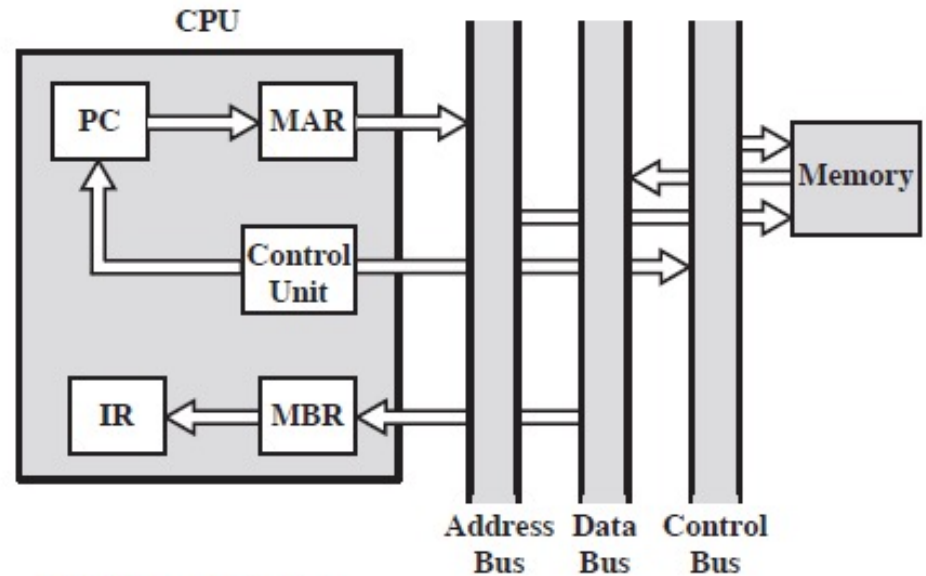 CPU
PC
MAR
Memory
Control
Unit
IR
MBR
Address Data Control
Bus Bus Bus